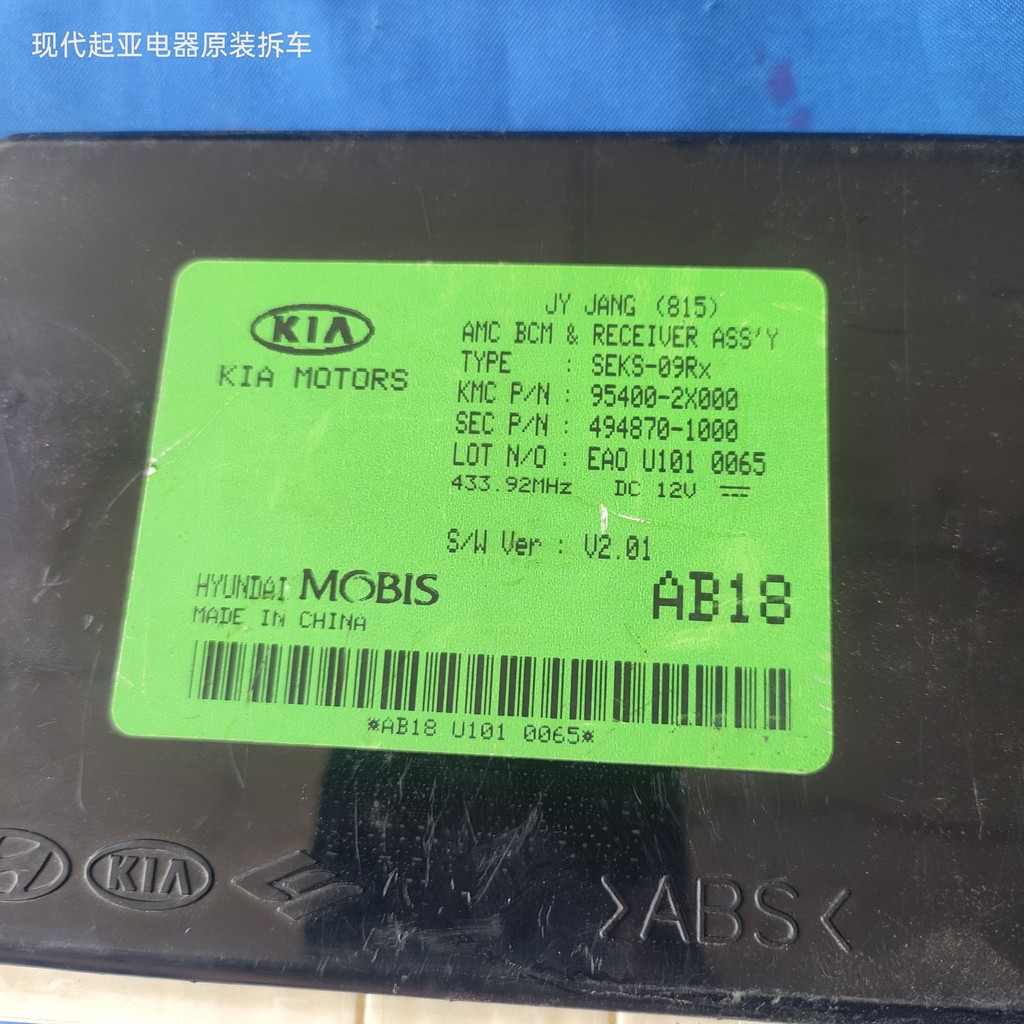 现代起亚电器原装拆车
KIA
KIA MOTORS
JY JANG (815)
AMC BCM & RECEIVER ASS'Y
TYPE : SEKS-09Rx
KMC P/N : 95400-2X000
SEC P/N : 494870-1000
LOT N/O : EAO U101 0065
433.92MHz DC 12V
S/W Ver : V2.01
HYUNDAI MOBIS
AB18
MADE IN CHINA
*AB18 U101 0065*
KIA
>ABS<